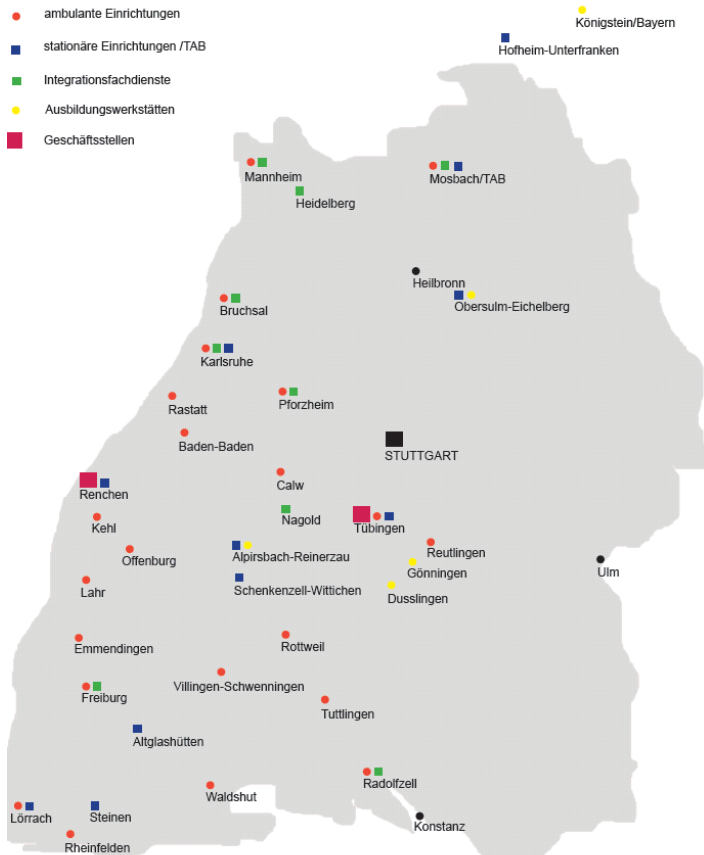 ambulante Einrichtungen
stationäre Einrichtungen /TAB
Integrationsfachdienste
Ausbildungswerkstätten
Geschäftsstellen
Königstein/Bayern
Hofheim-Unterfranken
Mannheim
Mosbach/TAB
Heidelberg
Heilbronn
Bruchsal
Obersulm-Eichelberg
Karlsruhe
Rastatt
Pforzheim
Baden-Baden
STUTTGART
Renchen
Calw
Kehl
Nagold
Tübingen
Offenburg
Alpirsbach-Reinerzau
Reutlingen
Gönningen
Ulm
Lahr
Schenkenzell-Wittichen
Dusslingen
Emmendingen
Rottweil
Villingen-Schwenningen
Freiburg
Tuttlingen
Altglashütten
Waldshut
Radolfzell
Lörrach
Steinen
Konstanz
Rheinfelden